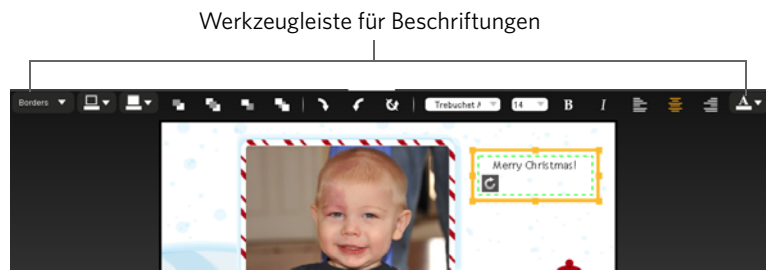 Werkzeugleiste für Beschriftungen
Borders Trebuchet 14 B I A
Merry Christmas!